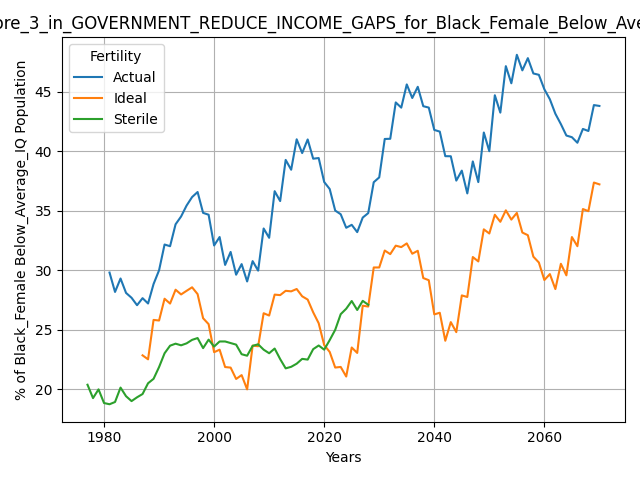 ore_3_in_GOVERNMENT_REDUCE_INCOME_GAPS_for_Black_Female_Below_Ave
Fertility
Actual
Ideal
Sterile
% of Black_Female Below_Average_IQ Population
45
40
35
30
25
20
1980
2000
2020
2040
2060
Years